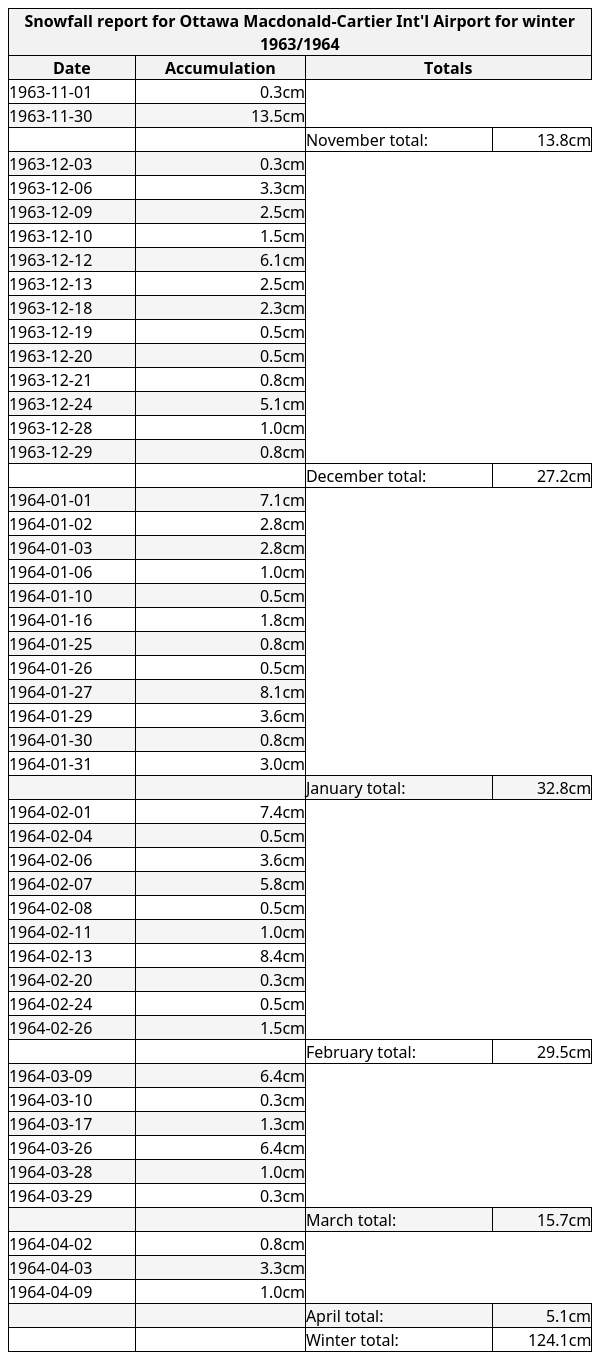 Snowfall report for Ottawa Macdonald-Cartier Int'l Airport for winter
1963/1964
Date Accumulation Totals
1963-11-01 0.3cm
1963-11-30 13.5cm
November total: 13.8cm
1963-12-03 0.3cm
1963-12-06 3.3cm
1963-12-09 2.5cm
1963-12-10 1.5cm
1963-12-12 6.1cm
1963-12-13 2.5cm
1963-12-18 2.3cm
1963-12-19 0.5cm
1963-12-20 0.5cm
1963-12-21 0.8cm
1963-12-24 5.1cm
1963-12-28 1.0cm
1963-12-29 0.8cm
December total: 27.2cm
1964-01-01 7.1cm
1964-01-02 2.8cm
1964-01-03 2.8cm
1964-01-06 1.0cm
1964-01-10 0.5cm
1964-01-16 1.8cm
1964-01-25 0.8cm
1964-01-26 0.5cm
1964-01-27 8.1cm
1964-01-29 3.6cm
1964-01-30 0.8cm
1964-01-31 3.0cm
January total: 32.8cm
1964-02-01 7.4cm
1964-02-04 0.5cm
1964-02-06 3.6cm
1964-02-07 5.8cm
1964-02-08 0.5cm
1964-02-11 1.0cm
1964-02-13 8.4cm
1964-02-20 0.3cm
1964-02-24 0.5cm
1964-02-26 1.5cm
February total: 29.5cm
1964-03-09 6.4cm
1964-03-10 0.3cm
1964-03-17 1.3cm
1964-03-26 6.4cm
1964-03-28 1.0cm
1964-03-29 0.3cm
March total: 15.7cm
1964-04-02 0.8cm
1964-04-03 3.3cm
1964-04-09 1.0cm
April total: 5.1cm
Winter total: 124.1cm